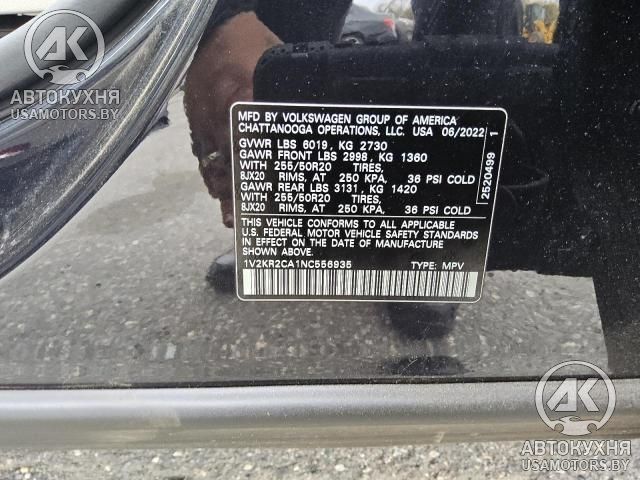 AK
АВТОКУХНЯ
USAMOTORS.BY
MFD BY VOLKSWAGEN GROUP OF AMERICA
CHATTANOOGA OPERATIONS, LLC. USA 06/2022
GVWR LBS 6019, KG 2730
GAWR FRONT LBS 2998, KG 1360
WITH 255/50R20 TIRES,
8JX20 RIMS, AT 250 KPA, 36 PSI COLD
GAWR REAR LBS 3131, KG 1420
WITH 255/50R20 TIRES,
8JX20 RIMS, AT 250 KPA, 36 PSI COLD
THIS VEHICLE CONFORMS TO ALL APPLICABLE
U.S. FEDERAL MOTOR VEHICLE SAFETY STANDARDS
IN EFFECT ON THE DATE OF MANUFACTURE
SHOWN ABOVE.
1V2KR2CA1NC556935 TYPE: MPV
2520499 1
AK
АВТОКУХНЯ
USAMOTORS.BY